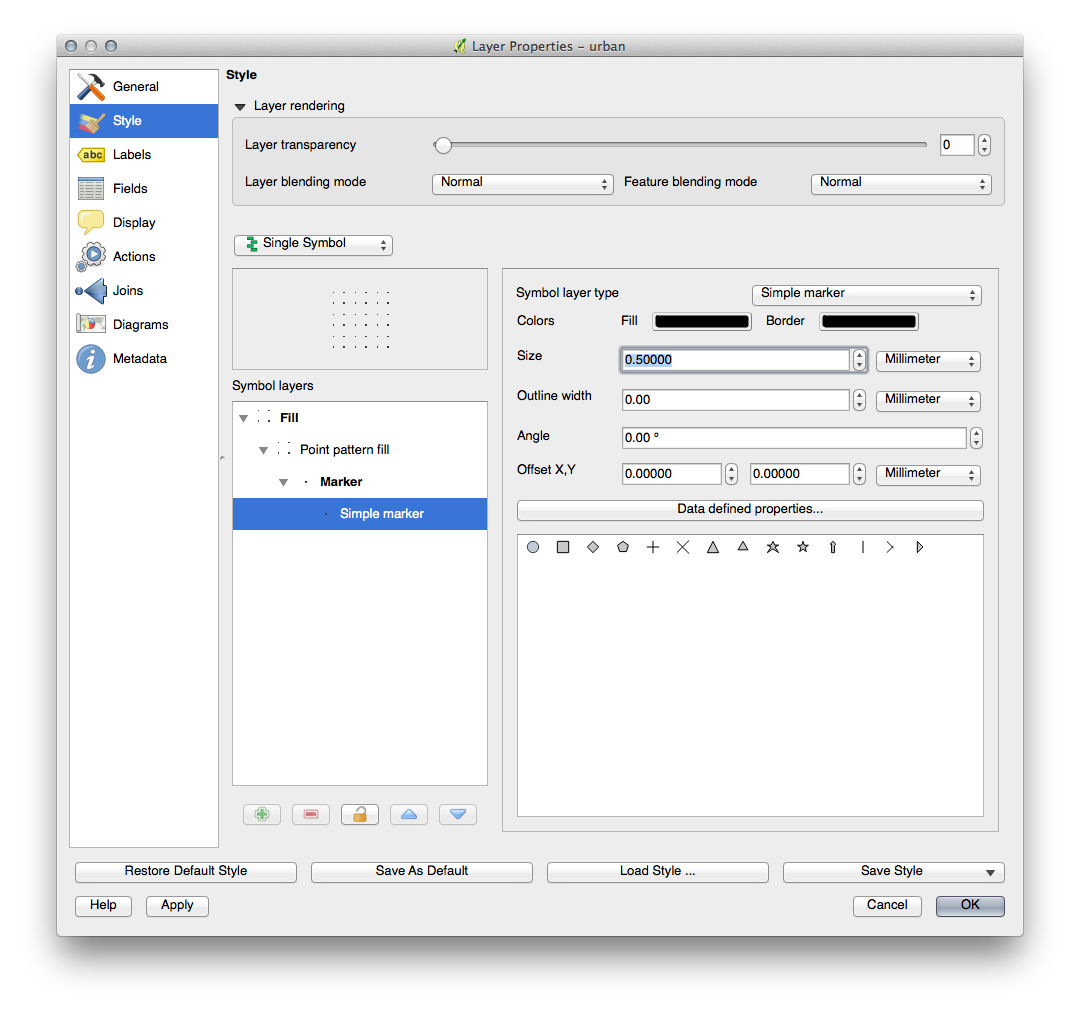 Layer Properties – urban
General
Style
Labels
Fields
Display
Actions
Joins
Diagrams
Metadata
Style
Layer rendering
Layer transparency 0
Layer blending mode Normal Feature blending mode Normal
Single Symbol
Symbol layers
Fill
Point pattern fill
Marker
Simple marker
Symbol layer type Simple marker
Colors Fill Border
Size 0.50000 Millimeter
Outline width 0.00 Millimeter
Angle 0.00 °
Offset X,Y 0.00000 0.00000 Millimeter
Data defined properties...
Restore Default Style Save As Default Load Style ... Save Style
Help Apply Cancel OK
abc